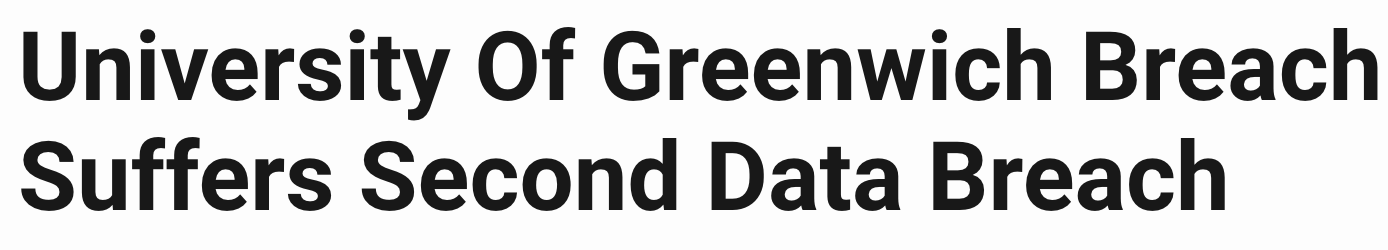 University Of Greenwich Breach
Suffers Second Data Breach